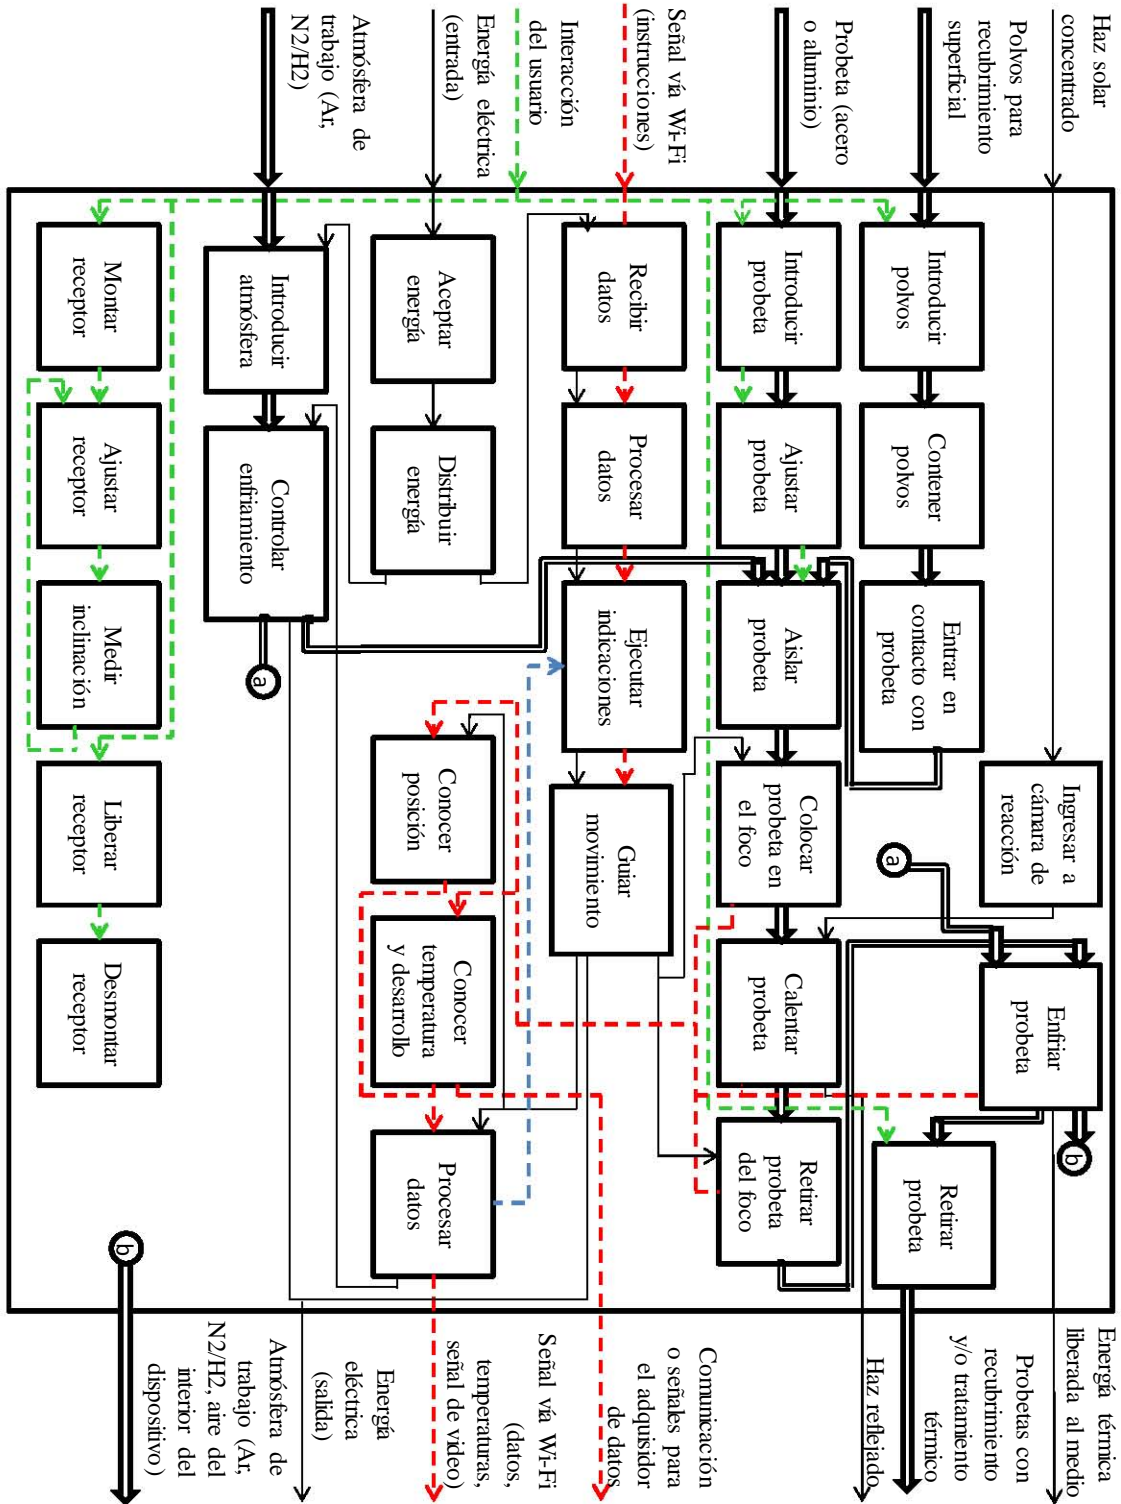 Haz solar
concentrado
Polvos para
recubrimiento
superficial
Probeta (acero
o aluminio)
Señal vía Wi-Fi
(instrucciones)
Interacción
del usuario
Energía eléctrica
(entrada)
Atmósfera de
trabajo (Ar,
N2/H2)
Ingresar a
cámara de
reacción
a
Enfriar
probeta
b
Introducir
polvos
Contener
polvos
Entrar en
contacto con
probeta
Retirar
probeta
Introducir
probeta
Ajustar
probeta
Aislar
probeta
Colocar
probeta en
el foco
Calentar
probeta
Retirar
probeta
del foco
Recibir
datos
Procesar
datos
Ejecutar
indicaciones
Guiar
movimiento
Aceptar
energía
Distribuir
energía
Conocer
posición
Conocer
temperatura
y desarrollo
Procesar
datos
Introducir
atmósfera
Controlar
enfriamiento
a
Montar
receptor
Ajustar
receptor
Medir
inclinación
Liberar
receptor
Desmontar
receptor
b
Energía térmica
liberada al medio
Probetas con
recubrimiento
y/o tratamiento
térmico
Haz reflejado
Comunicación
o señales para
el adquisidor
de datos
Señal vía Wi-Fi
(datos,
temperaturas,
señal de video)
Energía
eléctrica
(salida)
Atmósfera de
trabajo (Ar,
N2/H2, aire del
interior del
dispositivo)